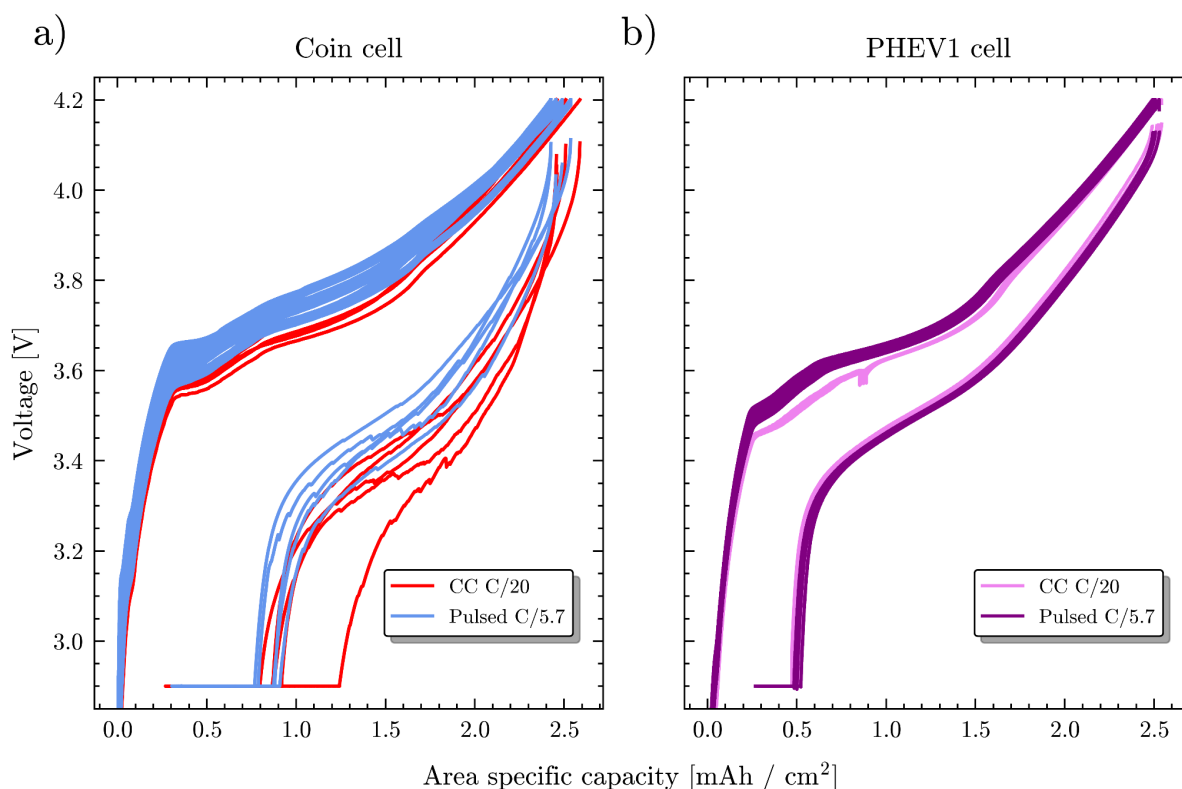 a)
Coin cell
b)
PHEV1 cell
Voltage [V]
4.2
4.0
3.8
3.6
3.4
3.2
3.0
CC C/20
Pulsed C/5.7
CC C/20
Pulsed C/5.7
0.0 0.5 1.0 1.5 2.0 2.5
0.0 0.5 1.0 1.5 2.0 2.5
Area specific capacity [mAh / cm²]